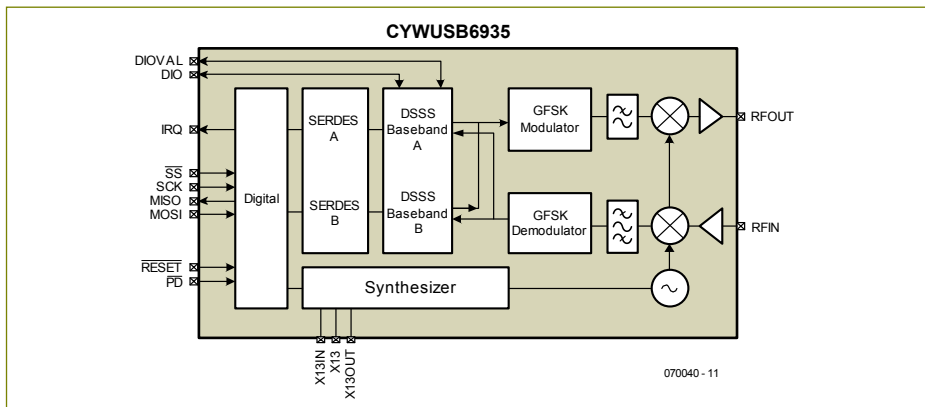 CYWUSB6935
DIOVAL
DIO
IRQ
SS
SCK
MISO
MOSI
RESET
PD
Digital
SERDES
A
SERDES
B
DSSS
Baseband
A
DSSS
Baseband
B
GFSK
Modulator
GFSK
Demodulator
RFOUT
RFIN
Synthesizer
X13IN
X13
X13OUT
070040 - 11